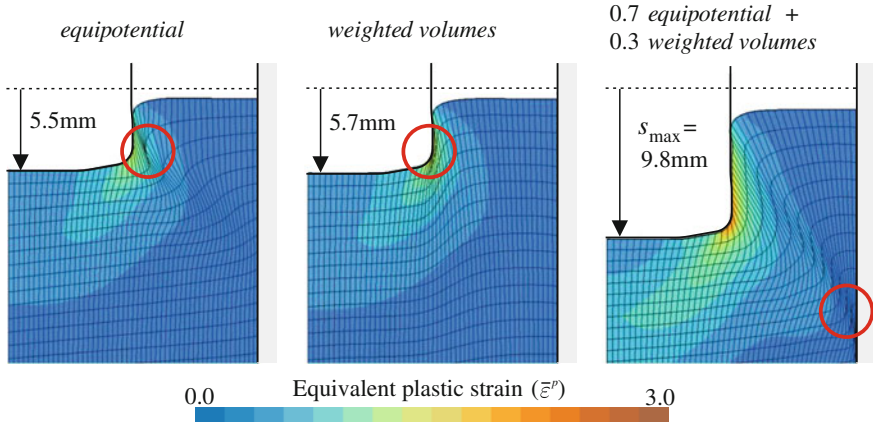 equipotential
weighted volumes
0.7 equipotential +
0.3 weighted volumes
5.5mm
5.7mm
s_max =
9.8mm
0.0
Equivalent plastic strain (ε̄ᵖ)
3.0